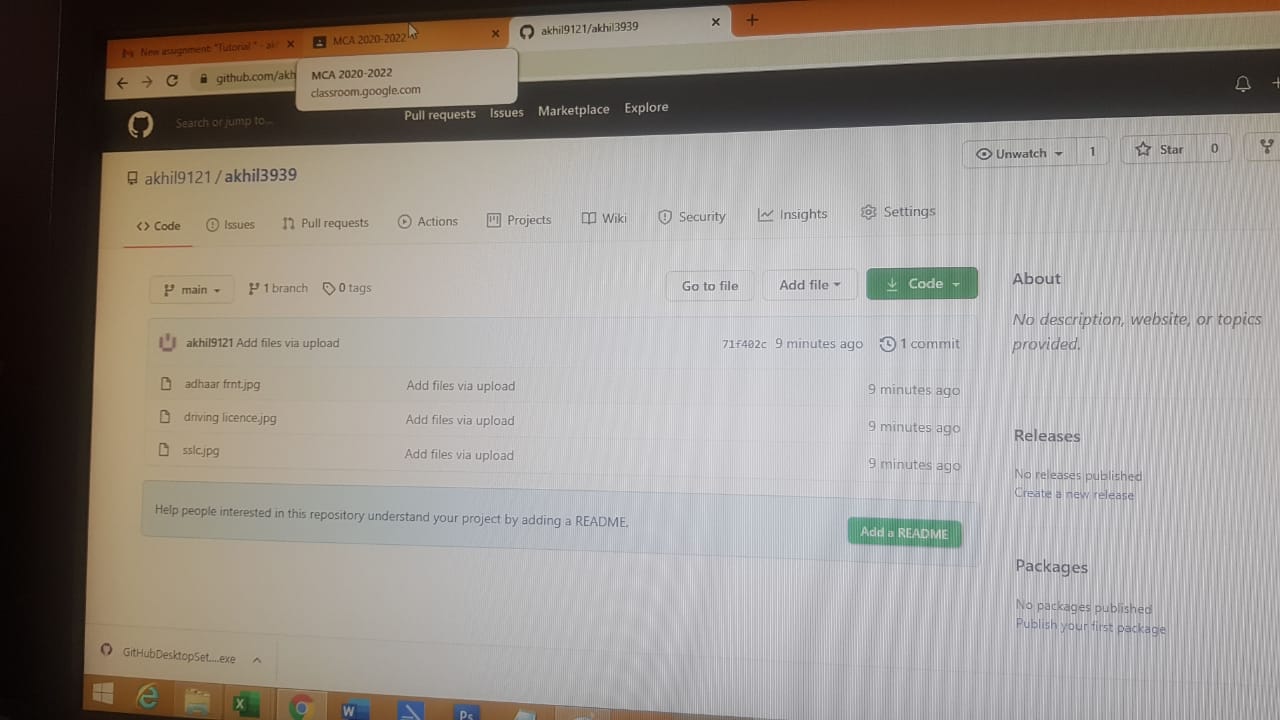 New assignment: "Tutorial " - ak
MCA 2020-2022
akhil9121/akhil3939
github.com/akh
MCA 2020-2022
classroom.google.com
Search or jump to...
Pull requests Issues Marketplace Explore
akhil9121 / akhil3939
Unwatch 1 Star 0
Code Issues Pull requests Actions Projects Wiki Security Insights Settings
main 1 branch 0 tags Go to file Add file Code
akhil9121 Add files via upload 71f402c 9 minutes ago 1 commit
adhaar frnt.jpg Add files via upload 9 minutes ago
driving licence.jpg Add files via upload 9 minutes ago
sslc.jpg Add files via upload 9 minutes ago
Help people interested in this repository understand your project by adding a README. Add a README
About
No description, website, or topics
provided.
Releases
No releases published
Create a new release
Packages
No packages published
Publish your first package
GitHubDesktopSet....exe
W
Ps